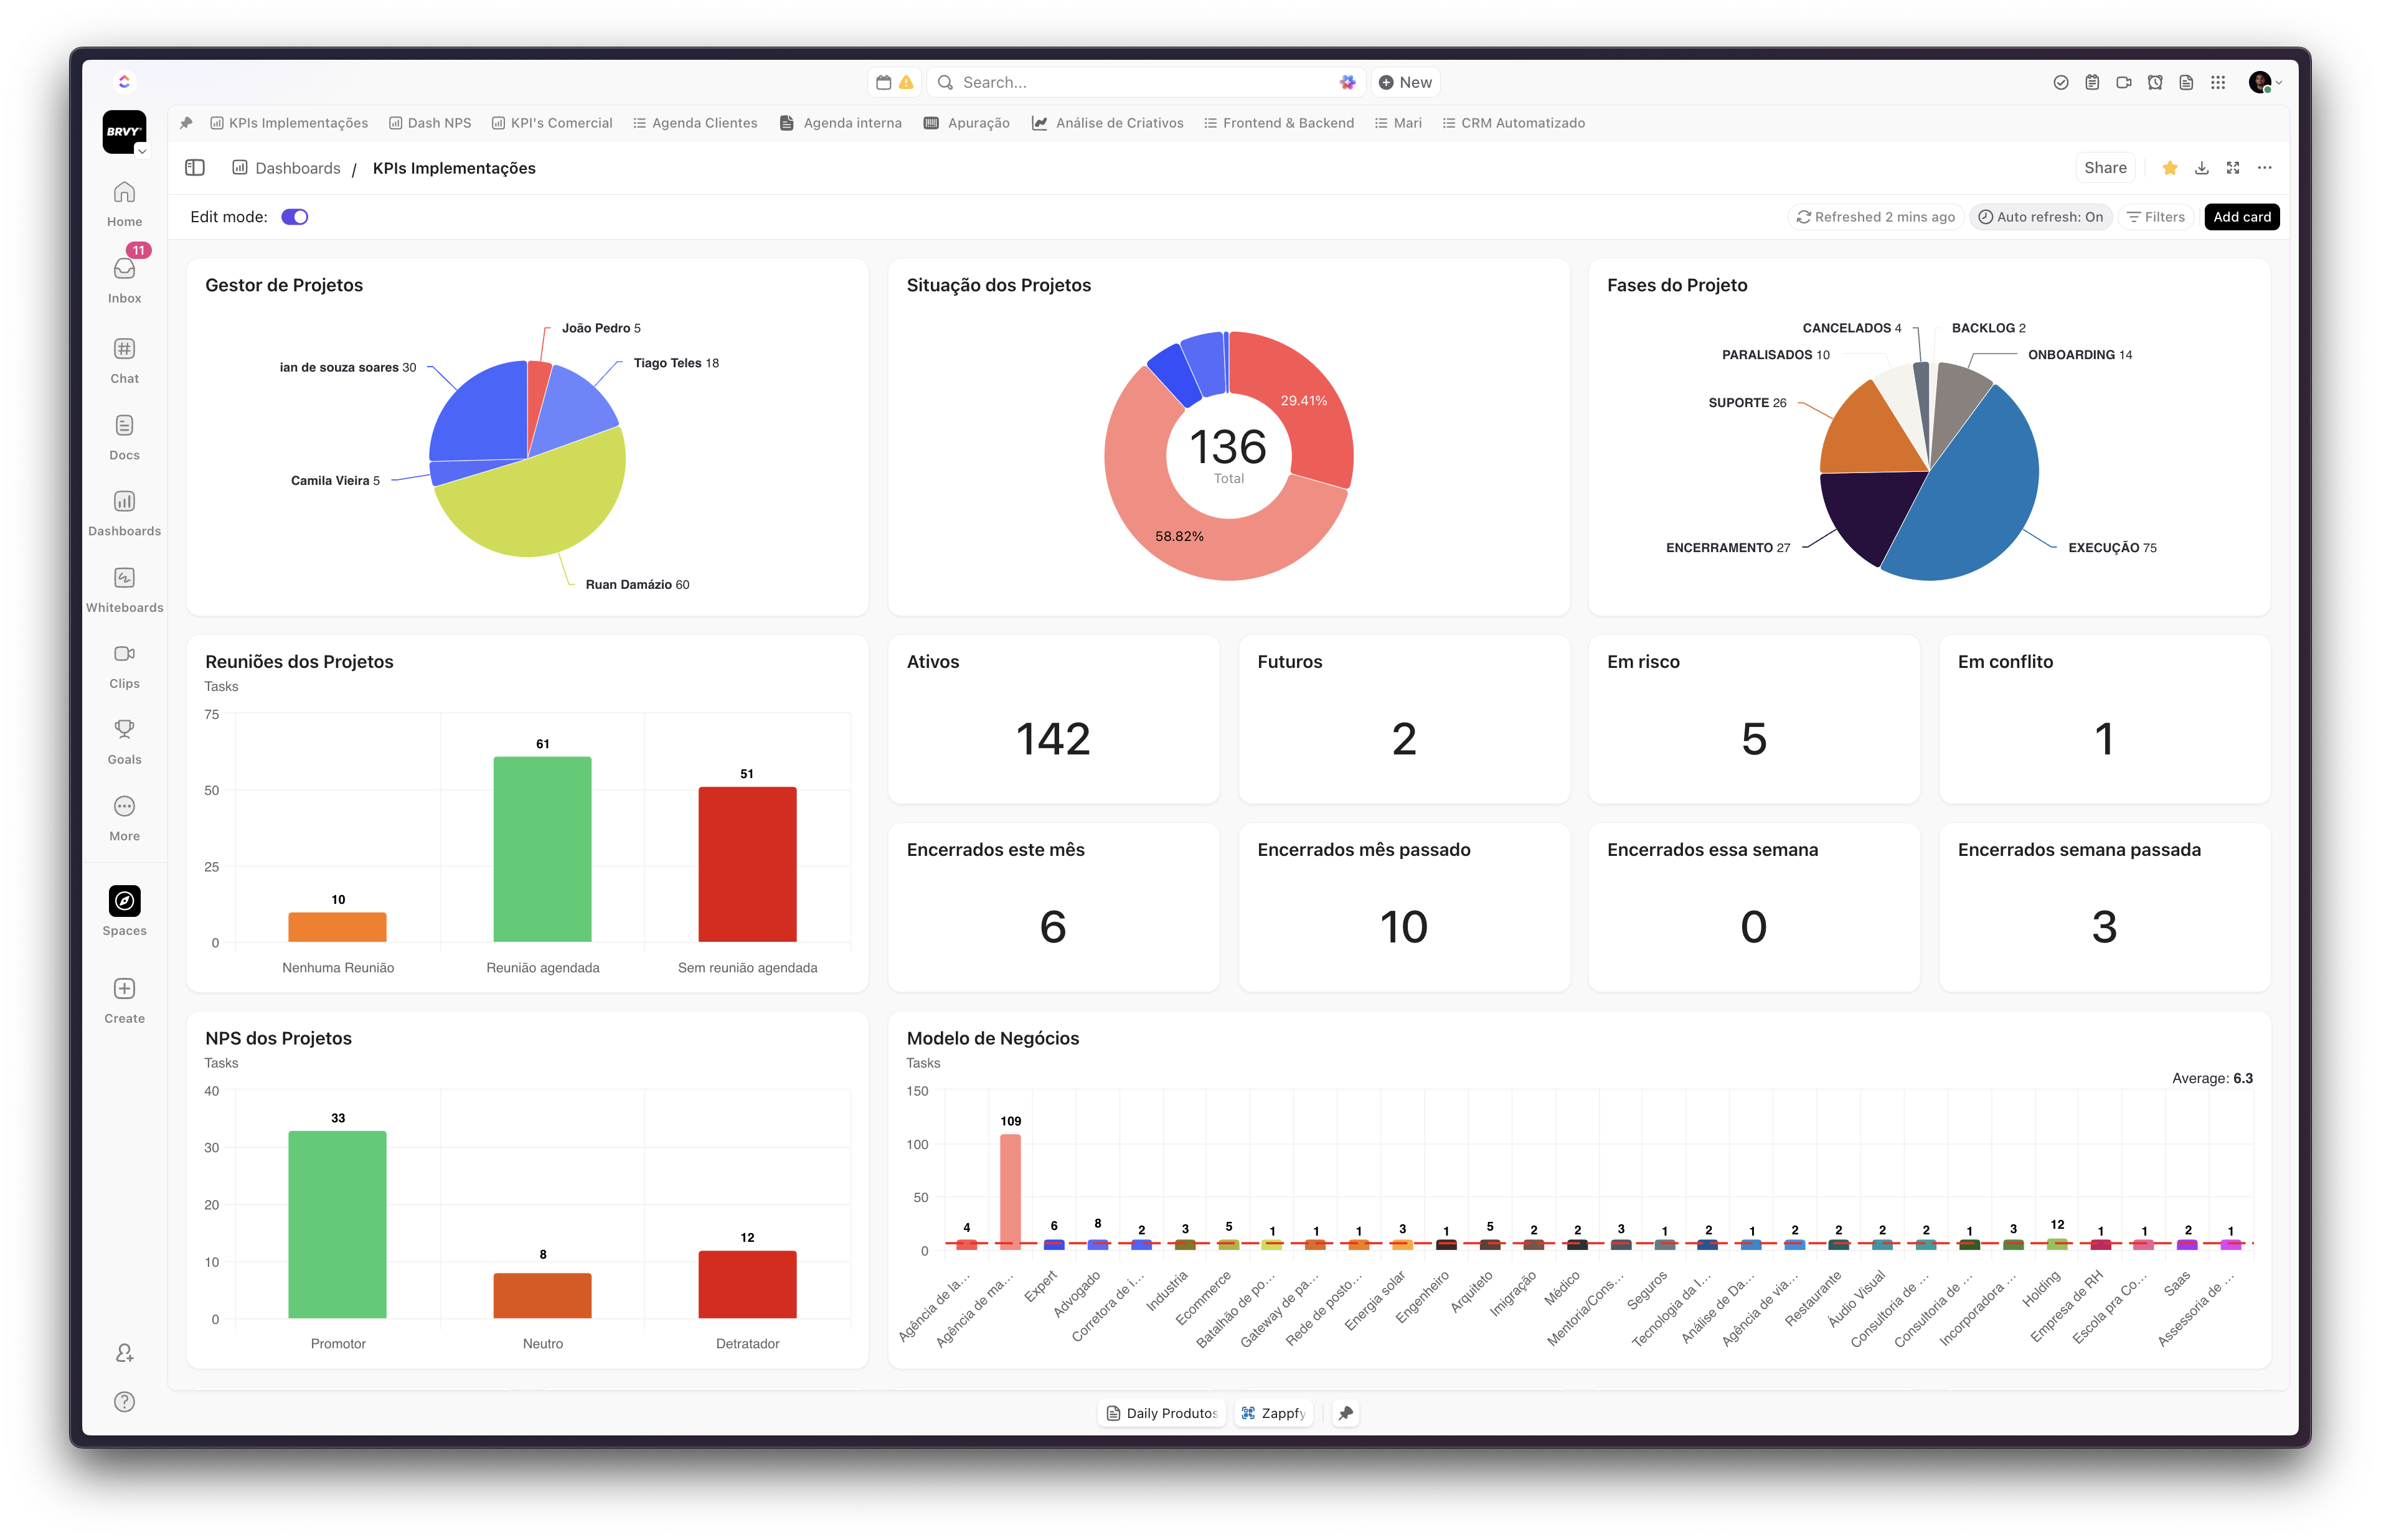 Search...
New
BRVY
KPIs Implementações
Dash NPS
KPI's Comercial
Agenda Clientes
Agenda interna
Apuração
Análise de Criativos
Frontend & Backend
Mari
CRM Automatizado
Dashboards / KPIs Implementações
Share
Edit mode:
Refreshed 2 mins ago
Auto refresh: On
Filters
Add card
Home
11
Inbox
Chat
Docs
Dashboards
Whiteboards
Clips
Goals
More
Spaces
Create
Gestor de Projetos
João Pedro 5
Tiago Teles 18
ian de souza soares 30
Camila Vieira 5
Ruan Damázio 60
Situação dos Projetos
29.41%
136
Total
58.82%
Fases do Projeto
CANCELADOS 4
BACKLOG 2
PARALISADOS 10
ONBOARDING 14
SUPORTE 26
ENCERRAMENTO 27
EXECUÇÃO 75
Reuniões dos Projetos
Tasks
75
50
25
0
10
61
51
Nenhuma Reunião
Reunião agendada
Sem reunião agendada
Ativos
142
Futuros
2
Em risco
5
Em conflito
1
Encerrados este mês
6
Encerrados mês passado
10
Encerrados essa semana
0
Encerrados semana passada
3
NPS dos Projetos
Tasks
40
30
20
10
0
33
8
12
Promotor
Neutro
Detratador
Modelo de Negócios
Tasks
Average: 6.3
150
100
50
0
4 109 6 8 2 3 5 1 1 1 3 1 5 2 2 3 1 2 1 2 2 2 2 1 3 12 1 1 2 1
Agência de la...
Agência de ma...
Expert
Advogado
Corretora de i...
Industria
Ecommerce
Batalhão de po...
Gateway de pa...
Rede de posto...
Energia solar
Engenheiro
Arquiteto
Imigração
Médico
Mentoria/Cons...
Seguros
Tecnologia da I...
Análise de Da...
Agência de via...
Restaurante
Áudio Visual
Consultoria de ...
Consultoria de ...
Incorporadora ...
Holding
Empresa de RH
Escola pra Co...
Saas
Assessoria de ...
Daily Produtos
Zappfy